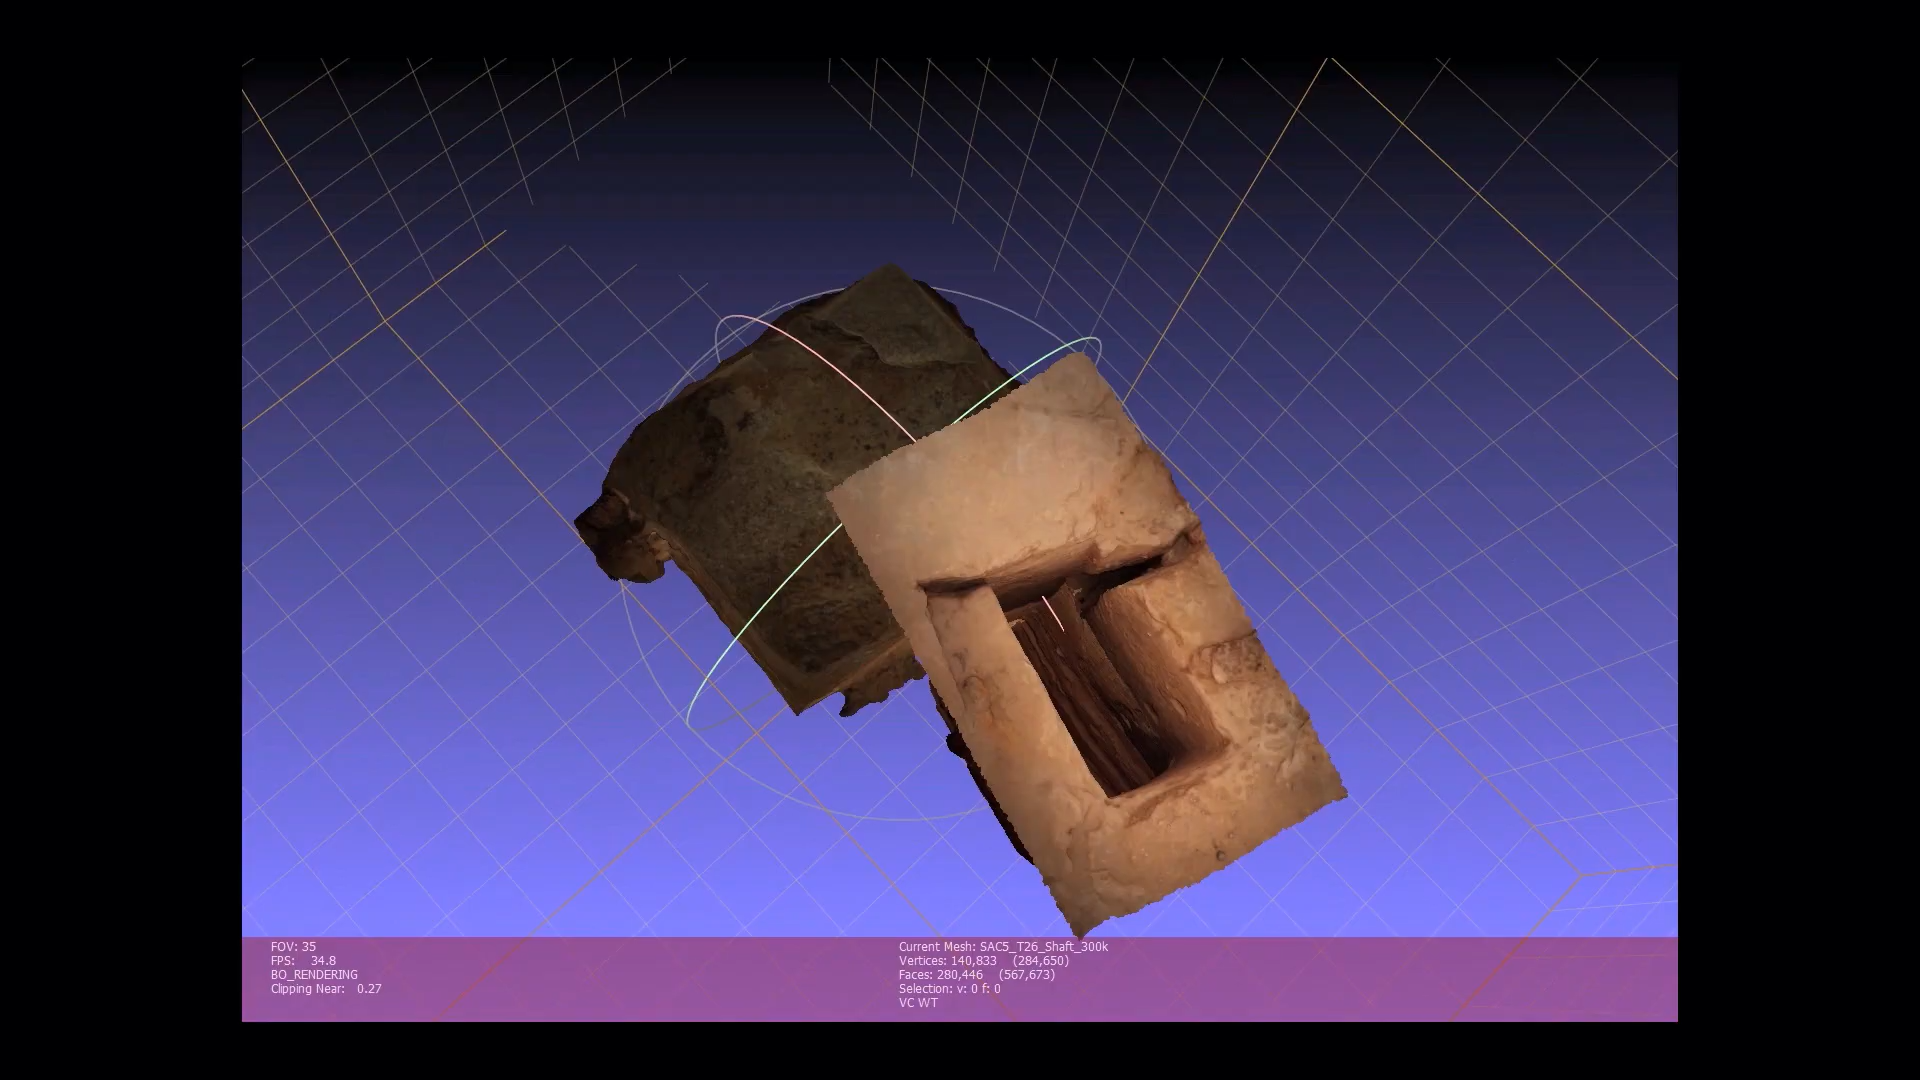 FOV: 35
FPS: 34.8
BO_RENDERING
Clipping Near: 0.27
Current Mesh: SAC5_T26_Shaft_300k
Vertices: 140,833 (284,650)
Faces: 280,446 (567,673)
Selection: v: 0 f: 0
VC WT